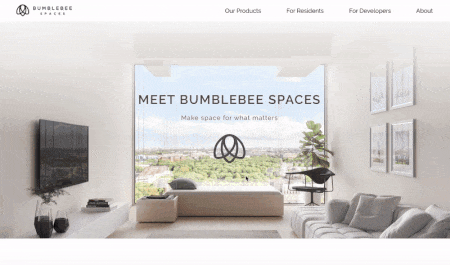 BUMBLEBEE
SPACES
Our Products
For Residents
For Developers
About
MEET BUMBLEBEE SPACES
Make space for what matters